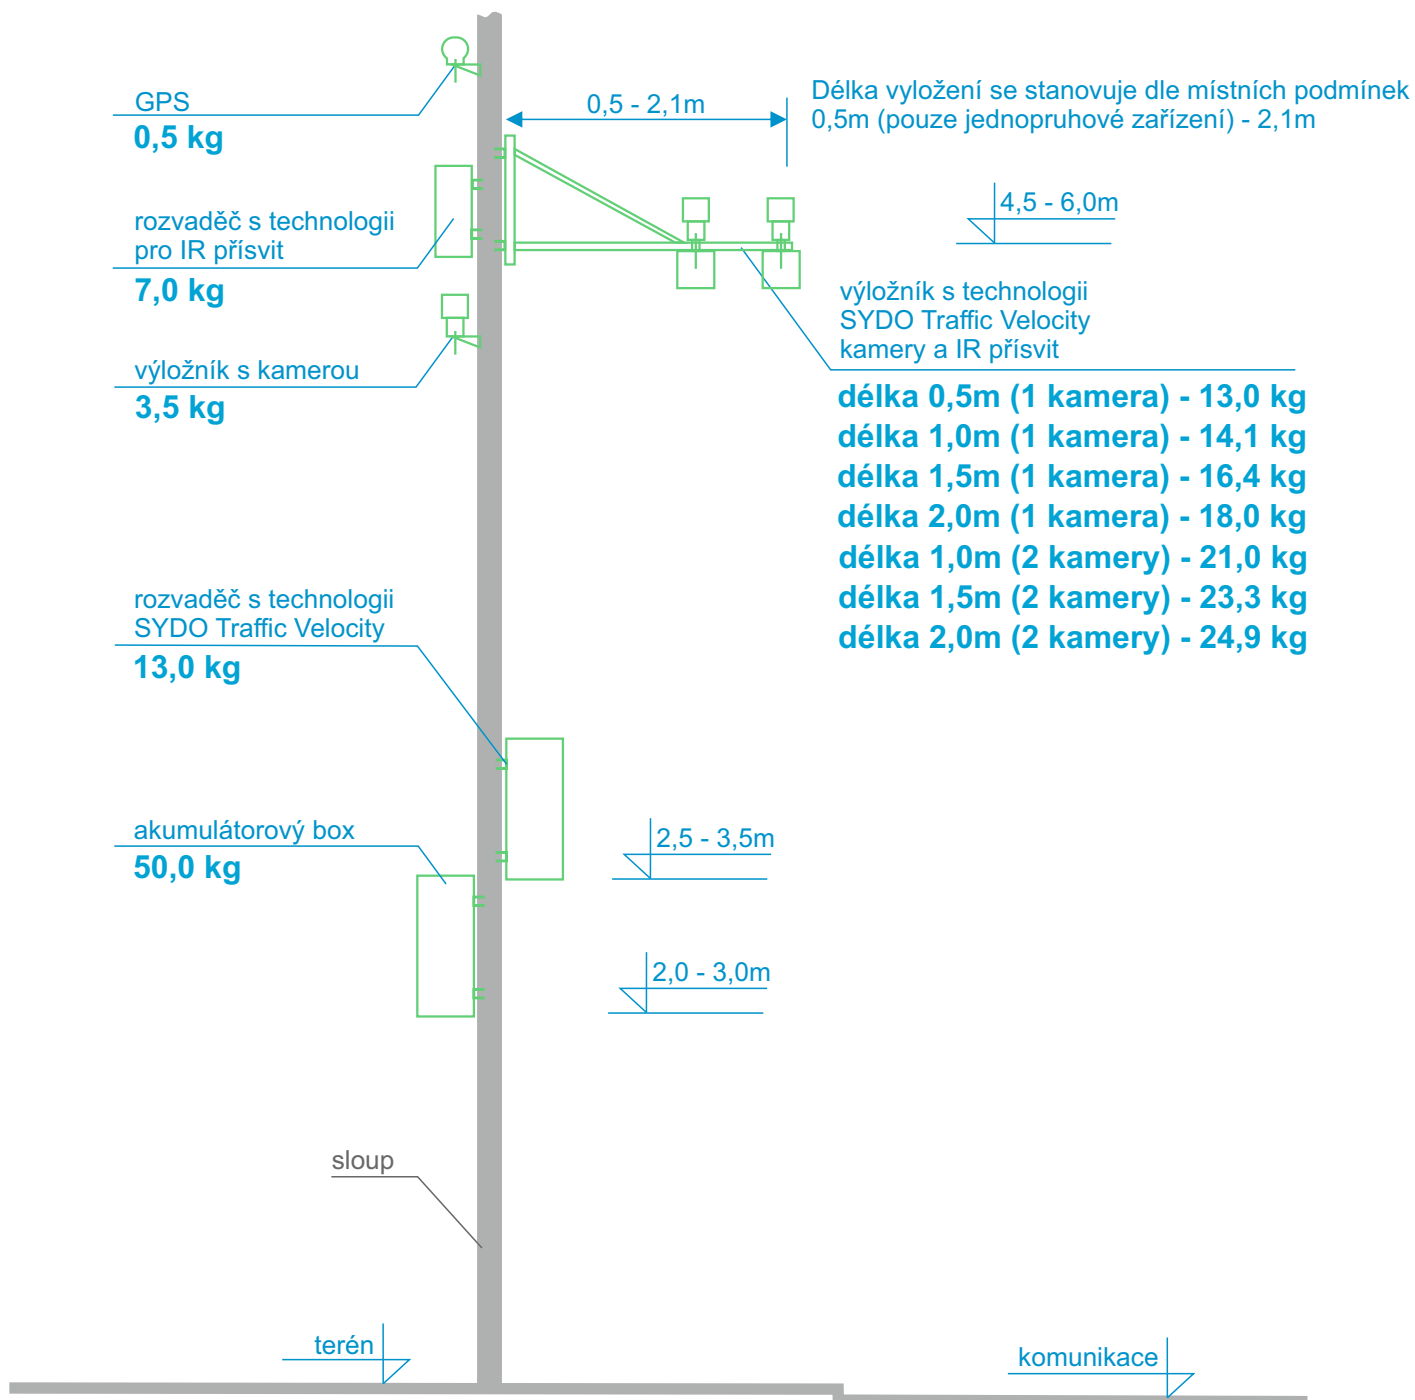 GPS
0,5 kg
0,5 - 2,1m
Délka vyložení se stanovuje dle místních podmínek
0,5m (pouze jednopruhové zařízení) - 2,1m
rozvaděč s technologii
pro IR přísvit
7,0 kg
4,5 - 6,0m
výložník s kamerou
3,5 kg
výložník s technologii
SYDO Traffic Velocity
kamery a IR přísvit
délka 0,5m (1 kamera) - 13,0 kg
délka 1,0m (1 kamera) - 14,1 kg
délka 1,5m (1 kamera) - 16,4 kg
délka 2,0m (1 kamera) - 18,0 kg
délka 1,0m (2 kamery) - 21,0 kg
délka 1,5m (2 kamery) - 23,3 kg
délka 2,0m (2 kamery) - 24,9 kg
rozvaděč s technologii
SYDO Traffic Velocity
13,0 kg
akumulátorový box
50,0 kg
2,5 - 3,5m
2,0 - 3,0m
sloup
terén
komunikace